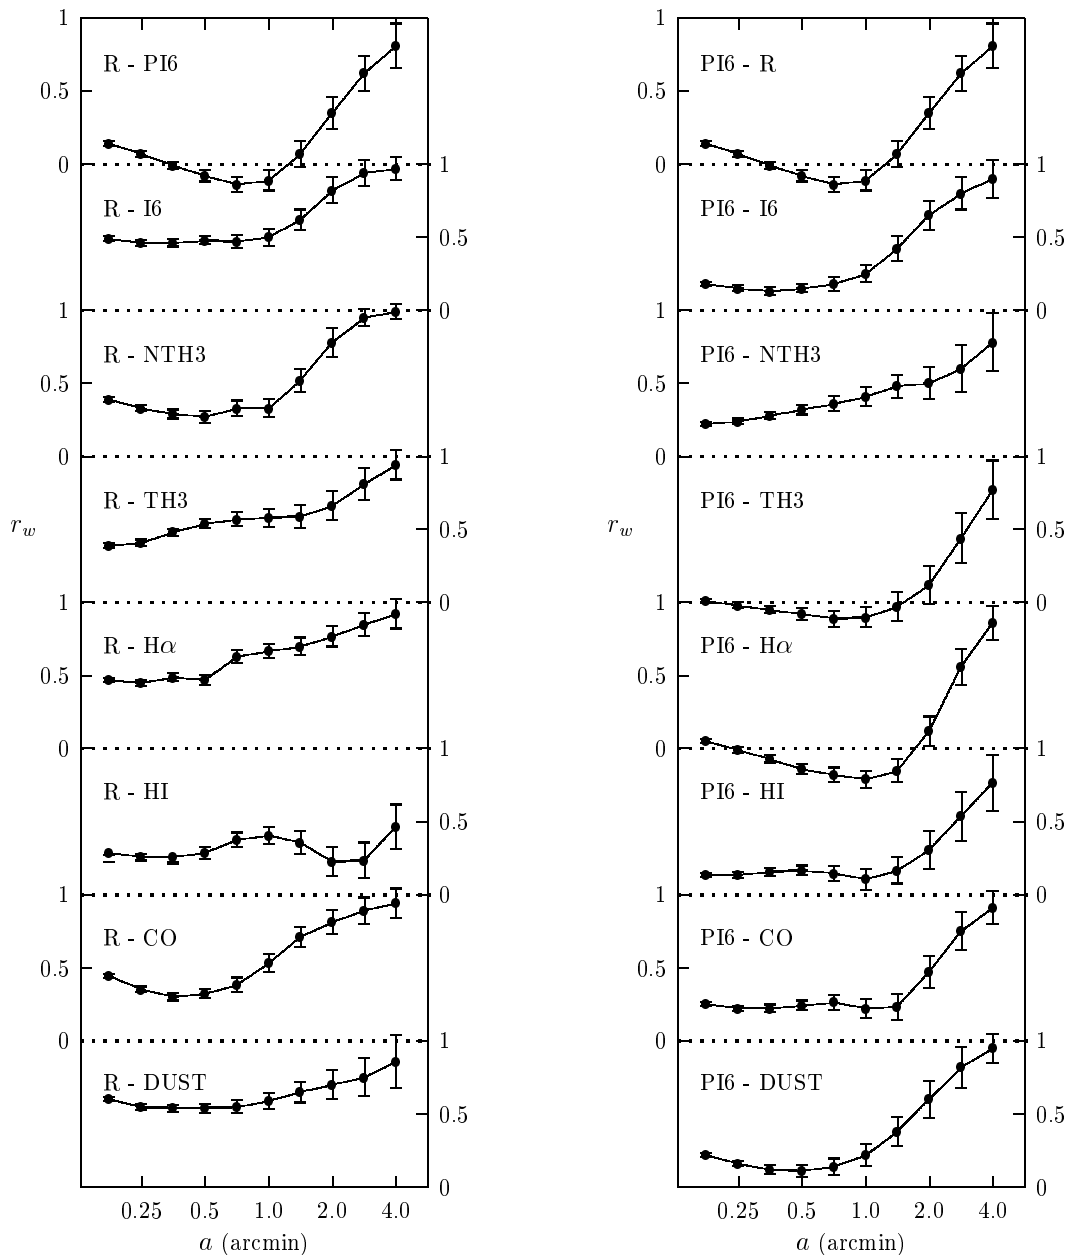 1
R - PI6
0.5
0
1
R - I6
0.5
1
0
R - NTH3
0.5
0
1
R - TH3
r_w
0.5
1
0
R - Hα
0.5
0
1
R - HI
0.5
1
0
R - CO
0.5
0
1
R - DUST
0.5
0
0.25 0.5 1.0 2.0 4.0
a (arcmin)
1
PI6 - R
0.5
0
1
PI6 - I6
0.5
1
0
PI6 - NTH3
0.5
0
1
PI6 - TH3
r_w
0.5
1
0
PI6 - Hα
0.5
0
1
PI6 - HI
0.5
1
0
PI6 - CO
0.5
0
1
PI6 - DUST
0.5
0
0.25 0.5 1.0 2.0 4.0
a (arcmin)